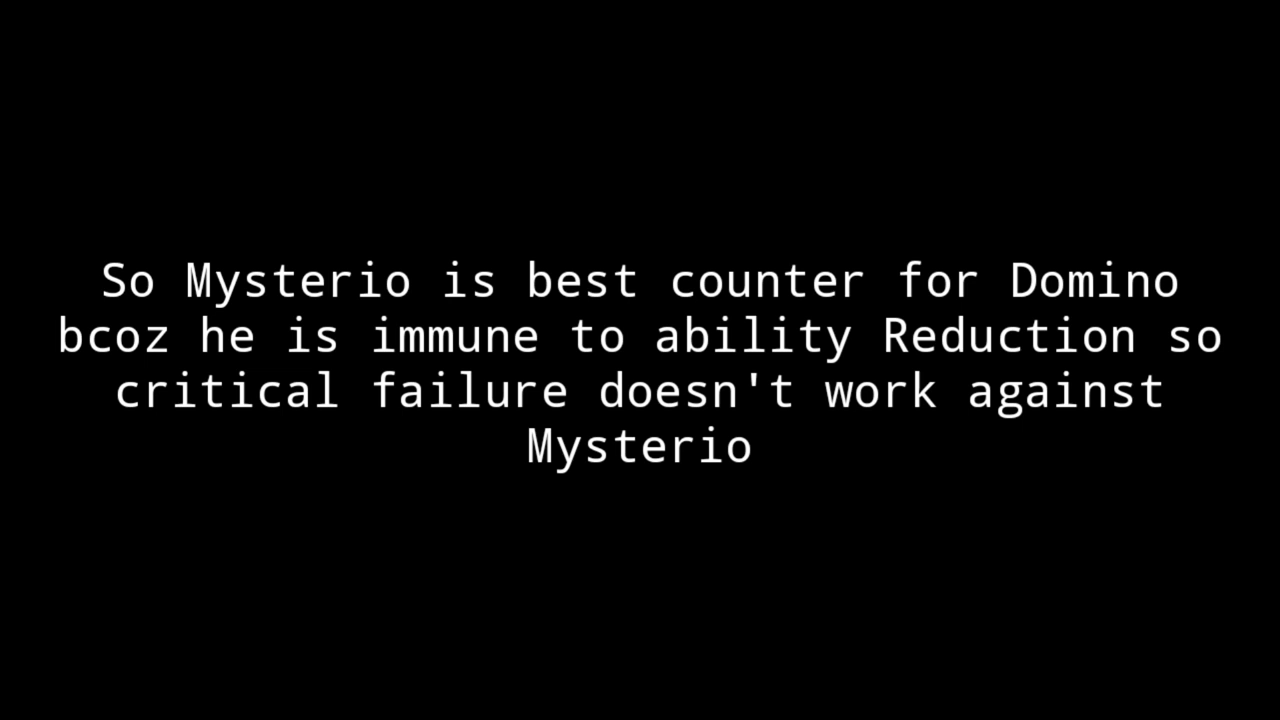 So Mysterio is best counter for Domino
bcoz he is immune to ability Reduction so
critical failure doesn't work against
Mysterio